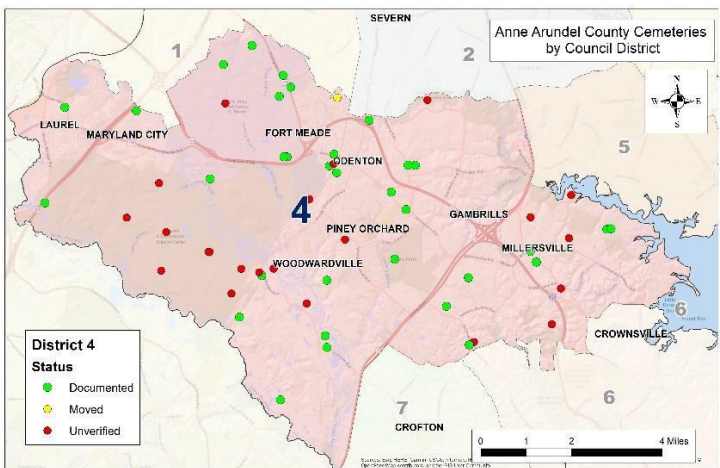 Anne Arundel County Cemeteries
by Council District
SEVERN
1
2
N
W E
S
LAUREL
MARYLAND CITY
FORT MEADE
ODENTON
5
4
PINEY ORCHARD
GAMBRILLS
MILLERSVILLE
WOODWARDVILLE
6
CROWNSVILLE
District 4
Status
Documented
Moved
Unverified
7
CROFTON
6
0 1 2 4 Miles